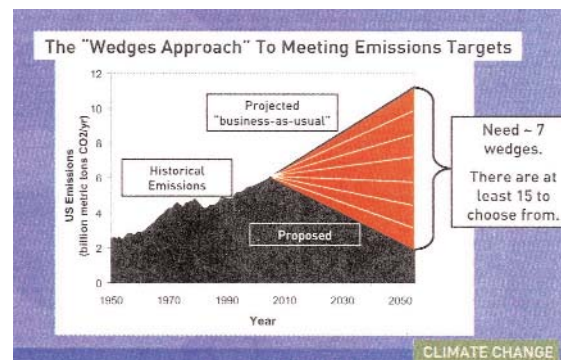 The "Wedges Approach" To Meeting Emissions Targets
12
10
8
6
4
2
0
US Emissions
(billion metric tons CO2/yr)
Projected
"business-as-usual"
Historical
Emissions
Proposed
Need ~ 7
wedges.
There are at
least 15 to
choose from.
1950
1970
1990
2010
2030
2050
Year
CLIMATE CHANGE